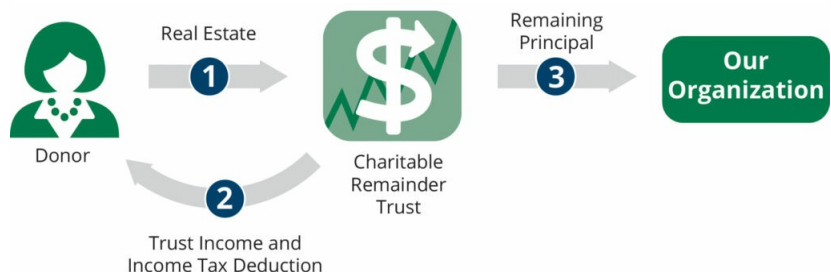 Real Estate
1
Donor
2
Trust Income and
Income Tax Deduction
$
Charitable
Remainder
Trust
Remaining
Principal
3
Our
Organization